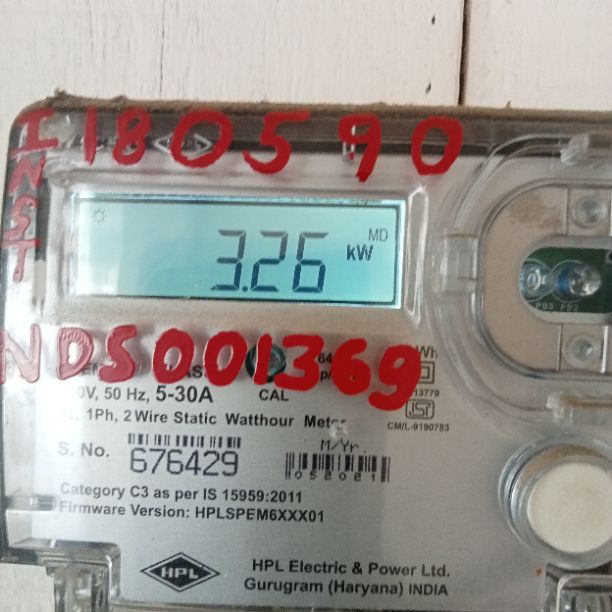 INST
180590
MD
3.26 kW
NDS001369
V, 50 Hz, 5-30A
CAL
1Ph, 2 Wire Static Watthour Meter
CM/L-9190783
S. No. 676429
M/Yr.
052021
Category C3 as per IS 15959:2011
Firmware Version: HPLSPEM6XXX01
HPL
HPL Electric & Power Ltd.
Gurugram (Haryana) INDIA